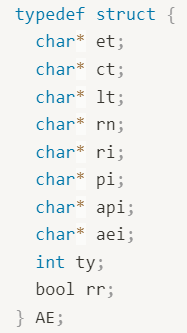 typedef struct {
  char* et;
  char* ct;
  char* lt;
  char* rn;
  char* ri;
  char* pi;
  char* api;
  char* aei;
  int ty;
  bool rr;
} AE;